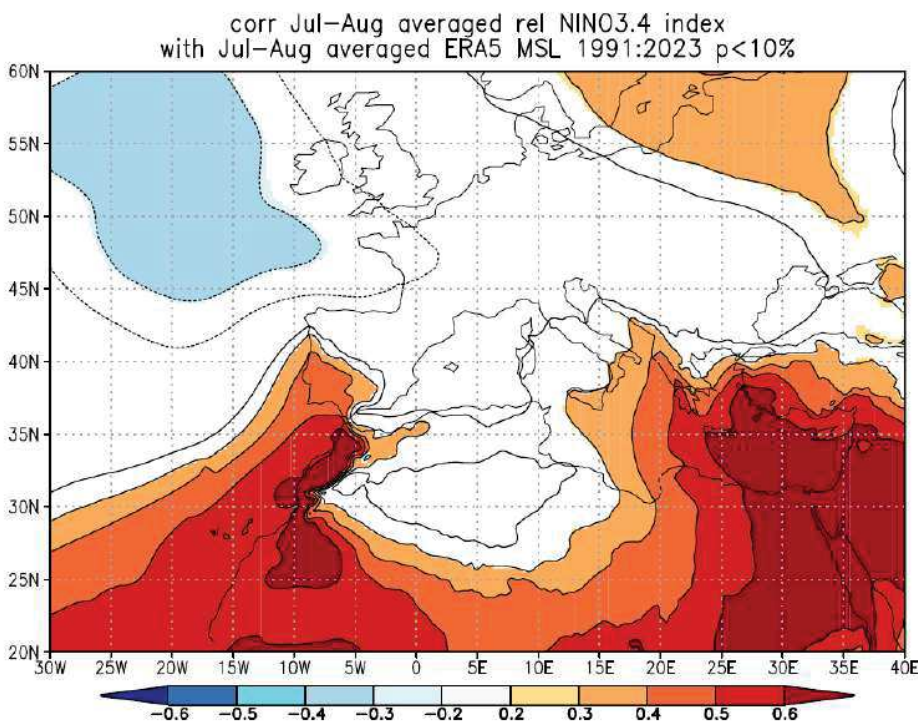 corr Jul-Aug averaged rel NINO3.4 index
with Jul-Aug averaged ERA5 MSL 1991:2023 p<10%
60N
55N
50N
45N
40N
35N
30N
25N
20N
30W 25W 20W 15W 10W 5W 0 5E 10E 15E 20E 25E 30E 35E 40E
-0.6 -0.5 -0.4 -0.3 -0.2 0.2 0.3 0.4 0.5 0.6